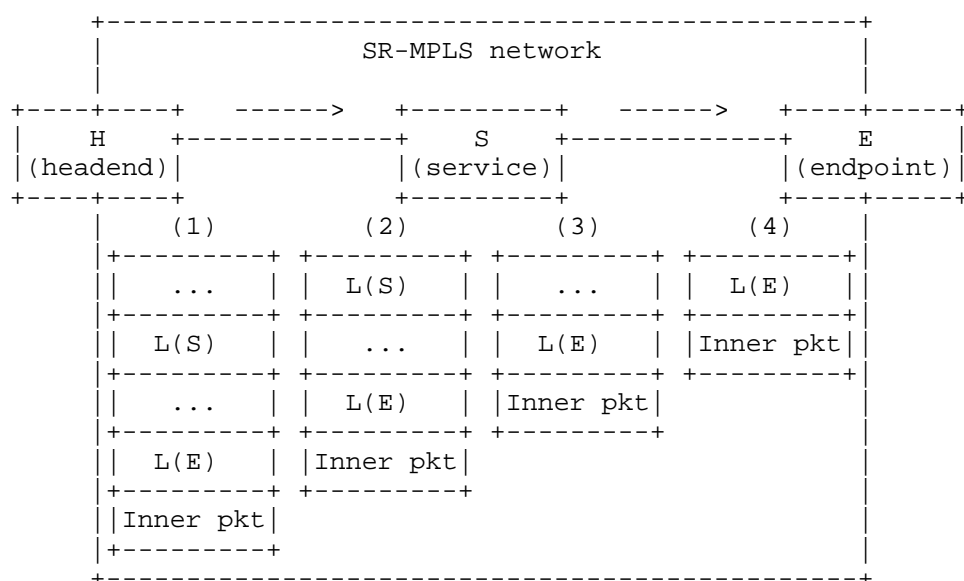 SR-MPLS network
------> ------>
H S E
(headend) (service) (endpoint)
(1) (2) (3) (4)
... L(S) ... L(E)
L(S) ... L(E) Inner pkt
... L(E) Inner pkt
L(E) Inner pkt
Inner pkt